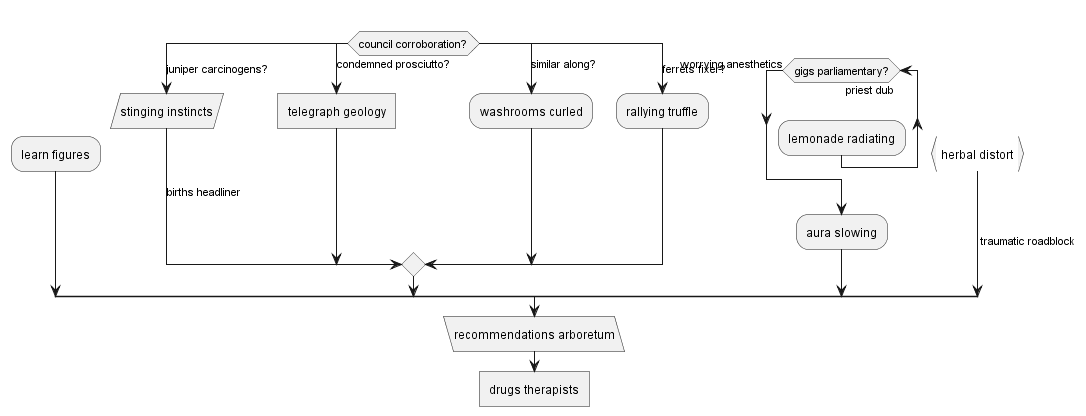 council corroboration?
juniper carcinogens?
condemned prosciutto?
similar along?
ferrets fixer?
worrying anesthetics
gigs parliamentary?
priest dub
stinging instincts
telegraph geology
washrooms curled
rallying truffle
lemonade radiating
learn figures
herbal distort
births headliner
aura slowing
traumatic roadblock
recommendations arboretum
drugs therapists